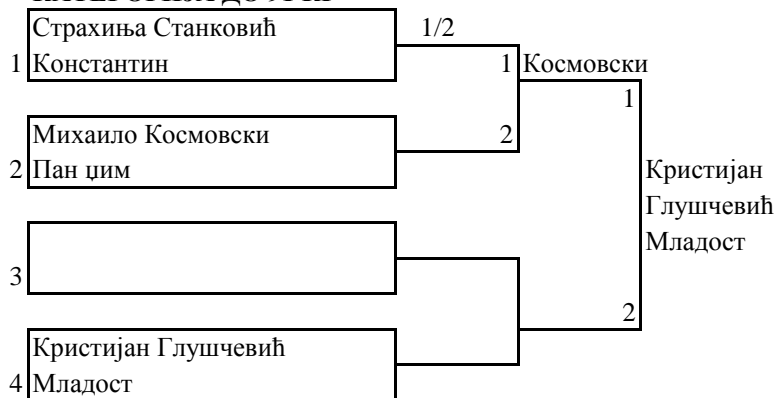 Страхиња Станковић 1/2
1 Константин 1 Космовски
1
Михаило Космовски 2
2 Пан џим Кристијан
Глушчевић
Младост
3
2
Кристијан Глушчевић
4 Младост